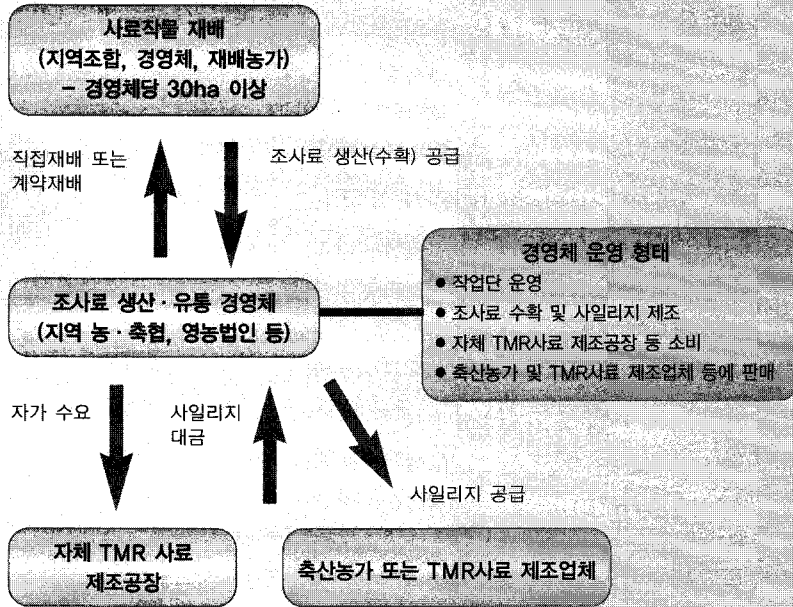 사료작물 재배
(지역조합, 경영체, 재배농가)
- 경영체당 30ha 이상
직접재배 또는
계약재배
조사료 생산(수확) 공급
조사료 생산 · 유통 경영체
(지역 농 · 축협, 영농법인 등)
경영체 운영 형태
• 작업단 운영
• 조사료 수확 및 사일리지 제조
• 자체 TMR사료 제조공장 등 소비
• 축산농가 및 TMR사료 제조업체 등에 판매
자가 수요
사일리지
대금
사일리지 공급
자체 TMR 사료
제조공장
축산농가 또는 TMR사료 제조업체